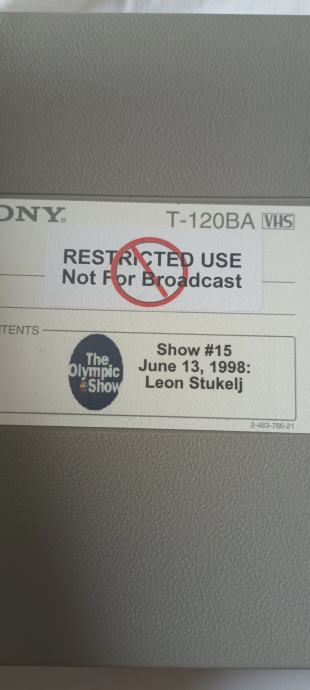 ONY®
T-120BA VHS
RESTRICTED USE
Not For Broadcast
TENTS
The
Olympic
Show
Show #15
June 13, 1998:
Leon Stukelj
2-483-766-21